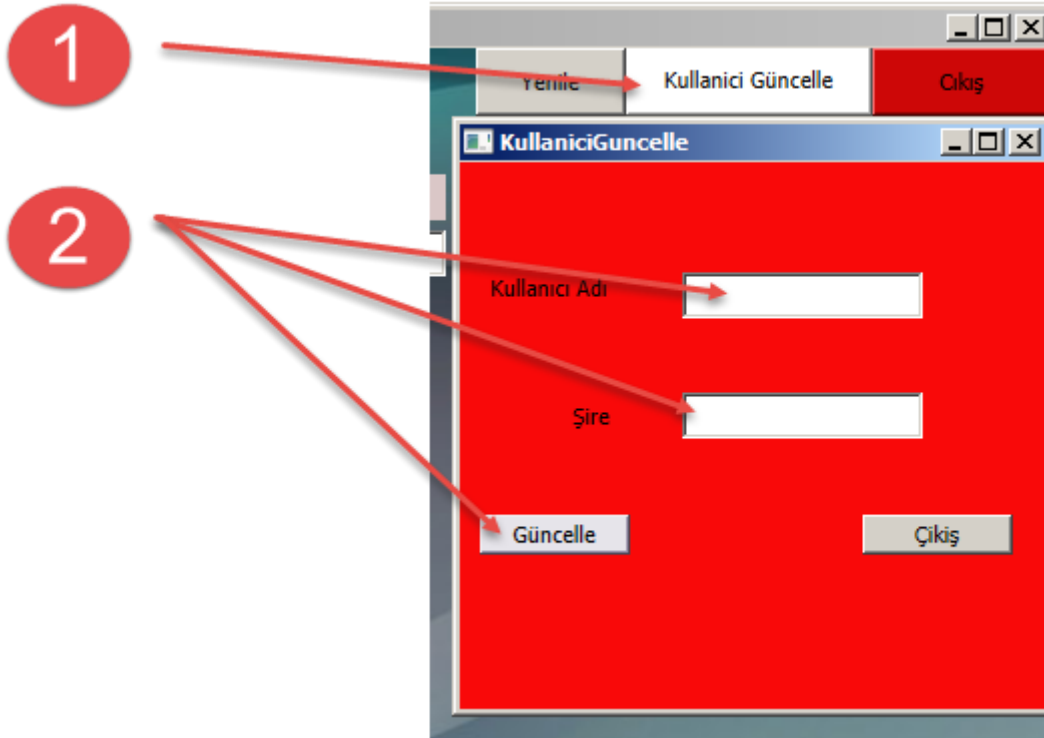 1
Yenile
Kullanici Güncelle
Cikiş
KullaniciGuncelle
2
Kullanıcı Adı
Şire
Güncelle
Çikiş